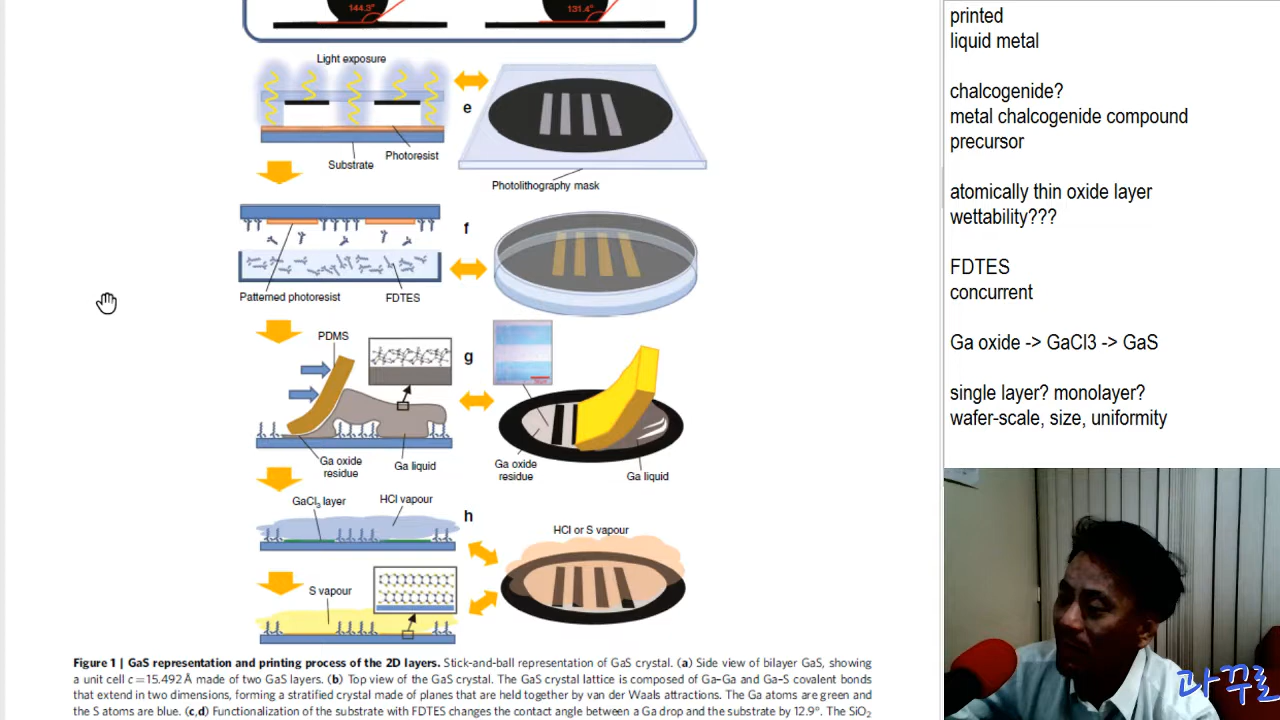 144.3°
131.4°
Light exposure
e
Photoresist
Substrate
Photolithography mask
f
Patterned photoresist
FDTES
PDMS
g
Ga oxide
residue
Ga liquid
Ga oxide
residue
Ga liquid
GaCl3 layer
HCl vapour
h
HCl or S vapour
S vapour
Figure 1 | GaS representation and printing process of the 2D layers. Stick-and-ball representation of GaS crystal. (a) Side view of bilayer GaS, showing
a unit cell c = 15.492 Å made of two GaS layers. (b) Top view of the GaS crystal. The GaS crystal lattice is composed of Ga–Ga and Ga–S covalent bonds
that extend in two dimensions, forming a stratified crystal made of planes that are held together by van der Waals attractions. The Ga atoms are green and
the S atoms are blue. (c,d) Functionalization of the substrate with FDTES changes the contact angle between a Ga drop and the substrate by 12.9°. The SiO2
printed
liquid metal
chalcogenide?
metal chalcogenide compound
precursor
atomically thin oxide layer
wettability???
FDTES
concurrent
Ga oxide -> GaCl3 -> GaS
single layer? monolayer?
wafer-scale, size, uniformity
과꾸로